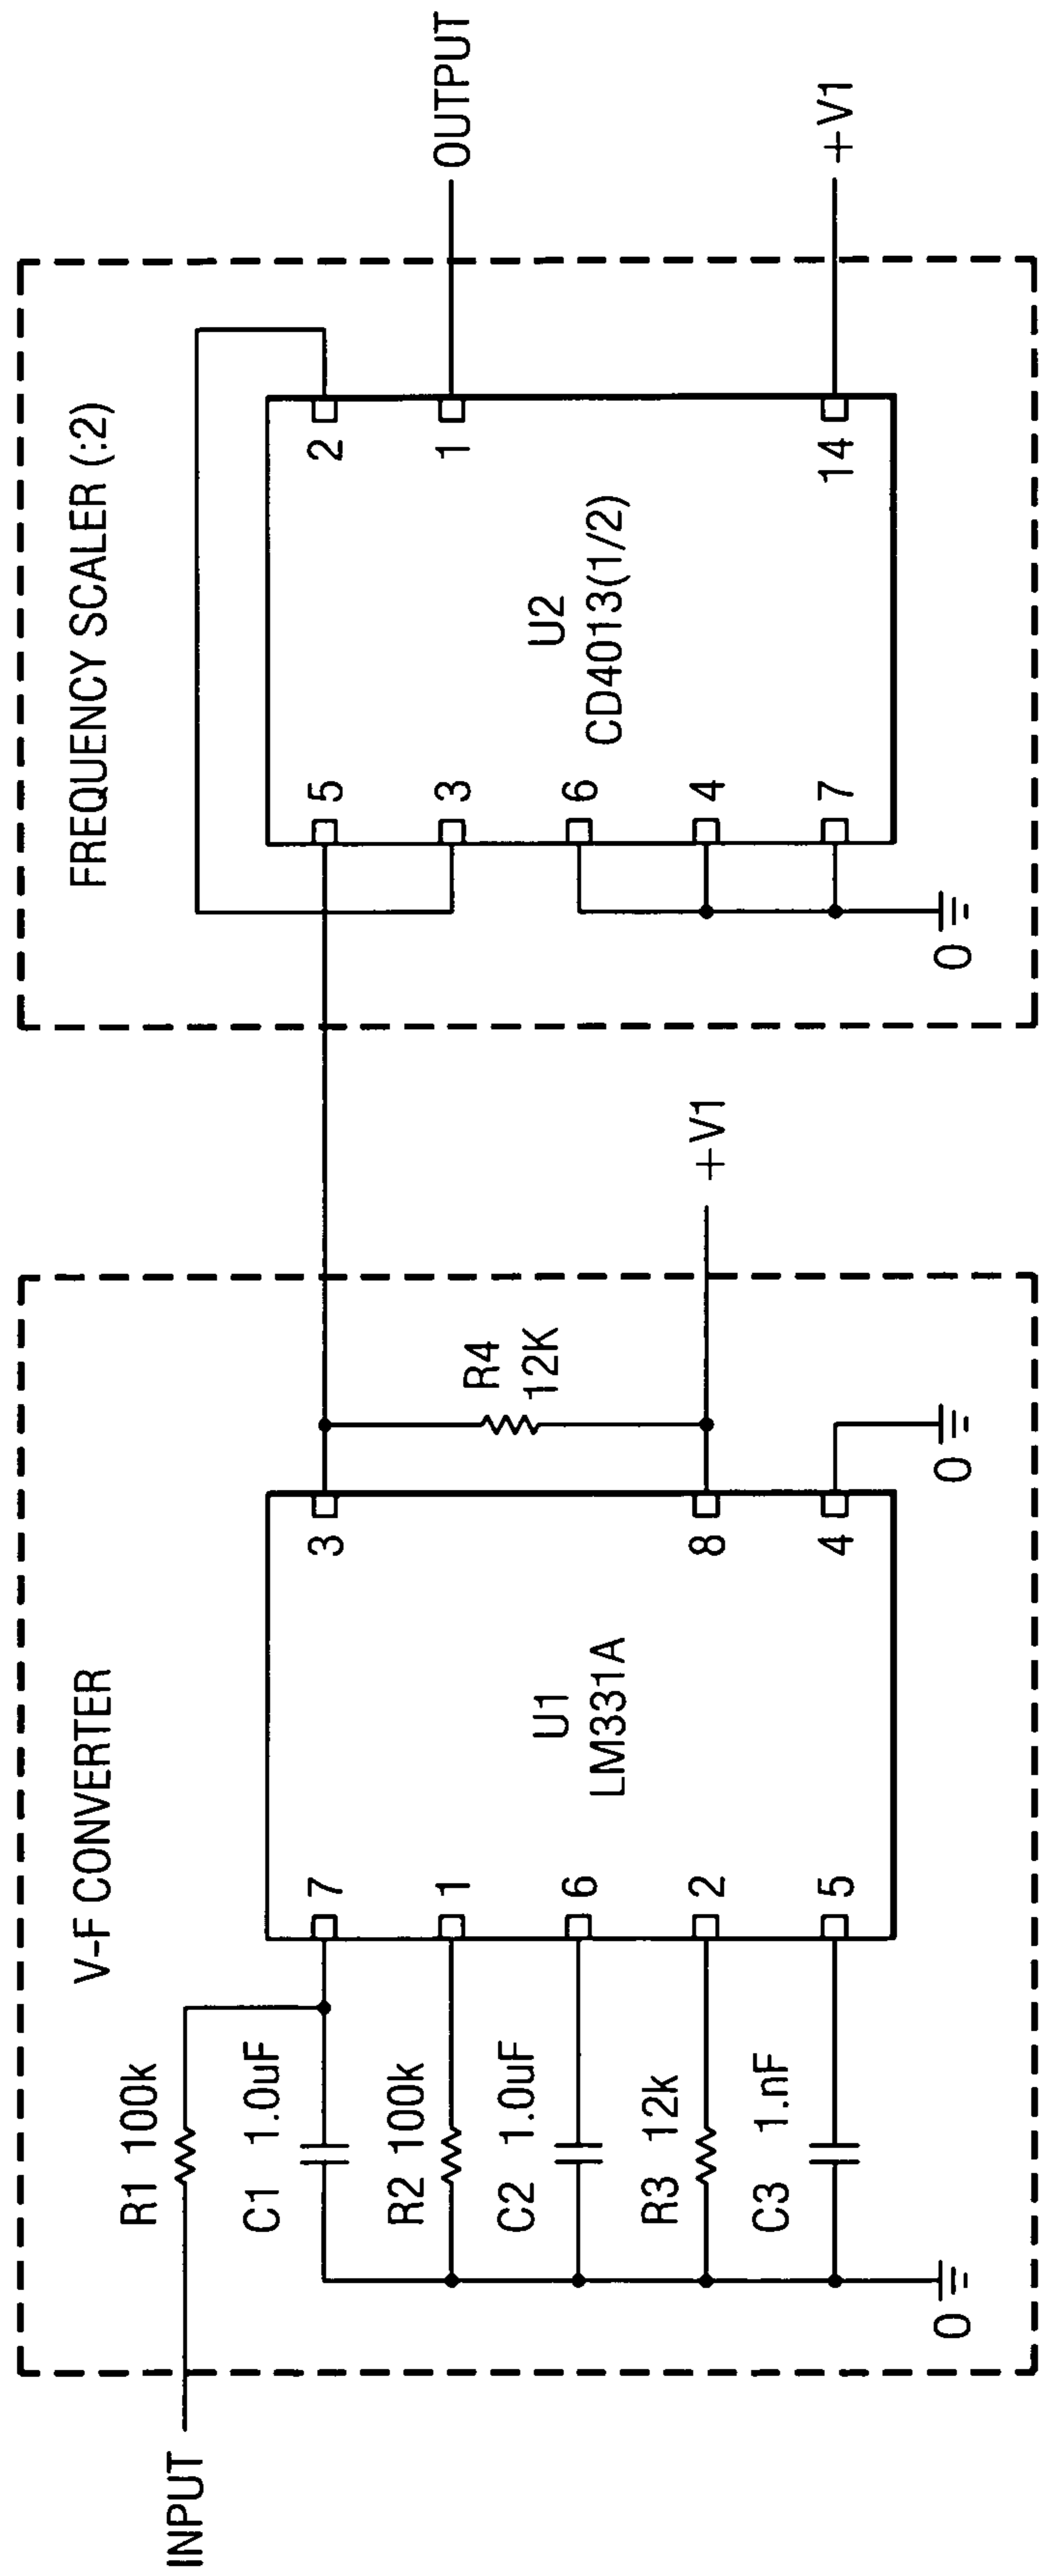 V-F CONVERTER
FREQUENCY SCALER (:2)
INPUT
R1 100k
C1 1.0uF
R2 100k
C2 1.0uF
R3 12k
C3 1.nF
0
7
1
6
2
5
U1
LM331A
3
8
4
0
R4
12K
+V1
5
3
6
4
7
0
U2
CD4013(1/2)
2
1
14
OUTPUT
+V1